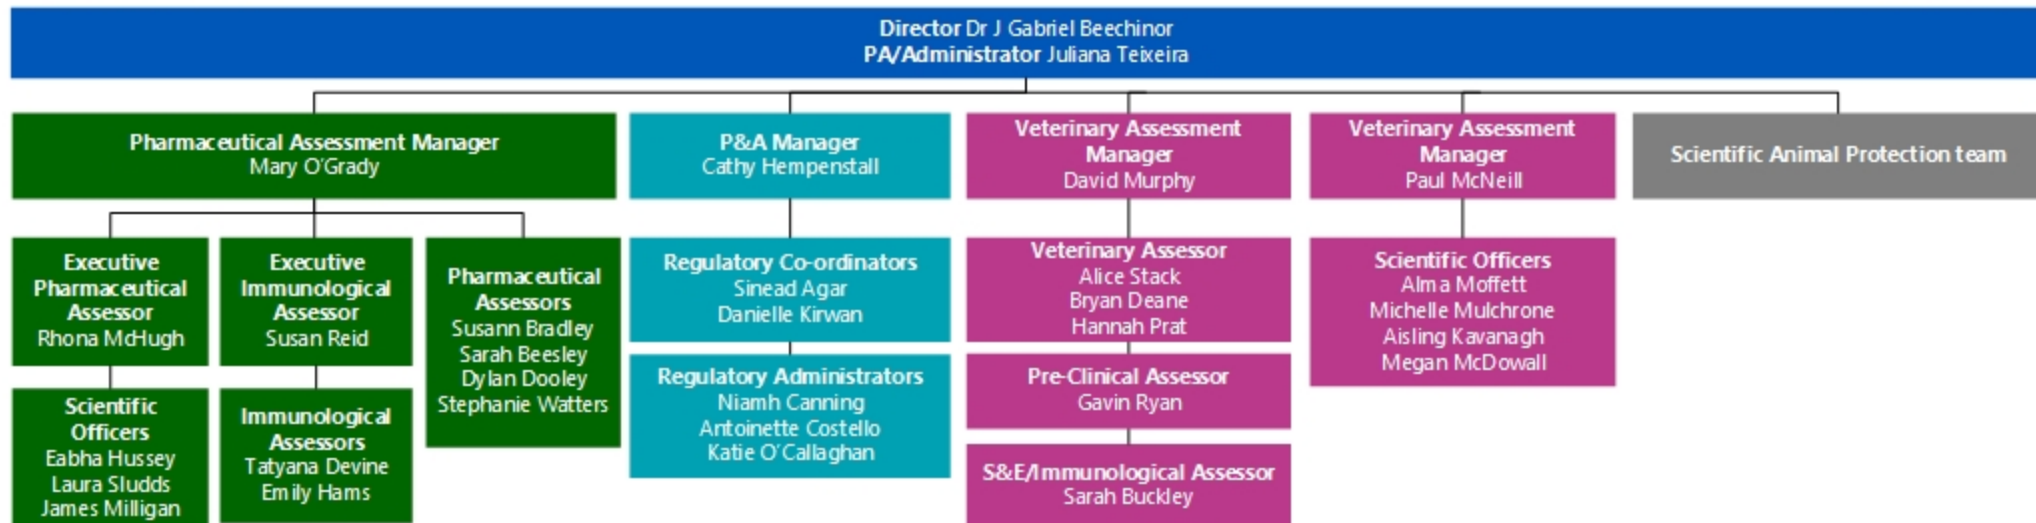 Director Dr J Gabriel Beechinor
PA/Administrator Juliana Teixeira
Pharmaceutical Assessment Manager
Mary O'Grady
P&A Manager
Cathy Hempenstall
Veterinary Assessment
Manager
David Murphy
Veterinary Assessment
Manager
Paul McNeill
Scientific Animal Protection team
Executive
Pharmaceutical
Assessor
Rhona McHugh
Executive
Immunological
Assessor
Susan Reid
Pharmaceutical
Assessors
Susann Bradley
Sarah Beesley
Dylan Dooley
Stephanie Watters
Regulatory Co-ordinators
Sinead Agar
Danielle Kirwan
Veterinary Assessor
Alice Stack
Bryan Deane
Hannah Prat
Scientific Officers
Alma Moffett
Michelle Mulchrone
Aisling Kavanagh
Megan McDowall
Scientific
Officers
Eabha Hussey
Laura Sludds
James Milligan
Immunological
Assessors
Tatyana Devine
Emily Hams
Regulatory Administrators
Niamh Canning
Antoinette Costello
Katie O'Callaghan
Pre-Clinical Assessor
Gavin Ryan
S&E/Immunological Assessor
Sarah Buckley